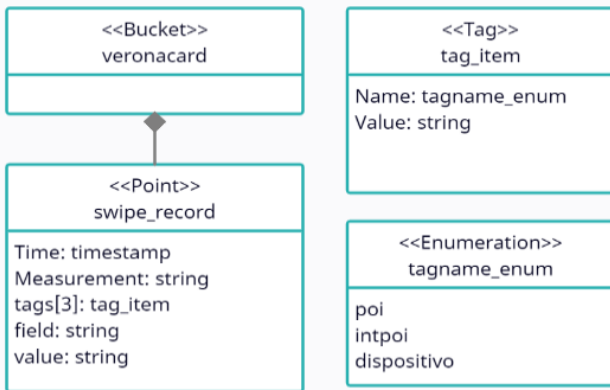 <<Bucket>>
veronacard
<<Point>>
swipe_record
Time: timestamp
Measurement: string
tags[3]: tag_item
field: string
value: string
<<Tag>>
tag_item
Name: tagname_enum
Value: string
<<Enumeration>>
tagname_enum
poi
intpoi
dispositivo